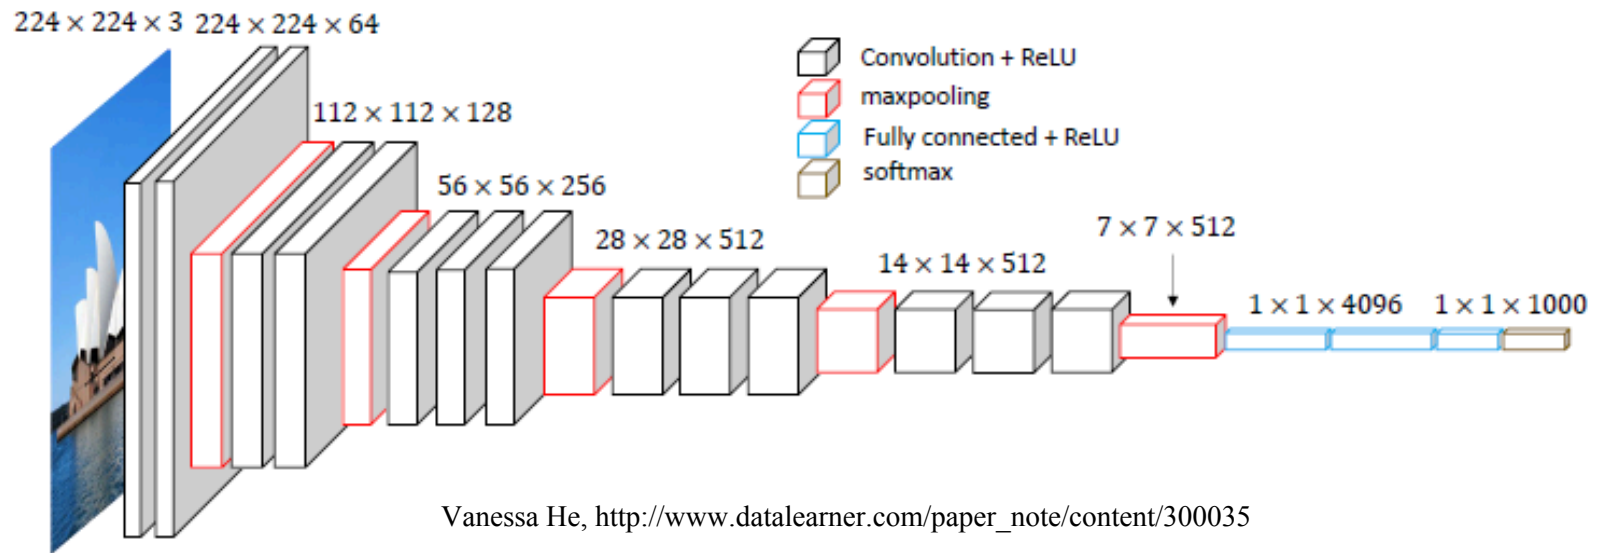 224 × 224 × 3
224 × 224 × 64
112 × 112 × 128
56 × 56 × 256
28 × 28 × 512
14 × 14 × 512
7 × 7 × 512
1 × 1 × 4096
1 × 1 × 1000
Convolution + ReLU
maxpooling
Fully connected + ReLU
softmax
Vanessa He, http://www.datalearner.com/paper_note/content/300035